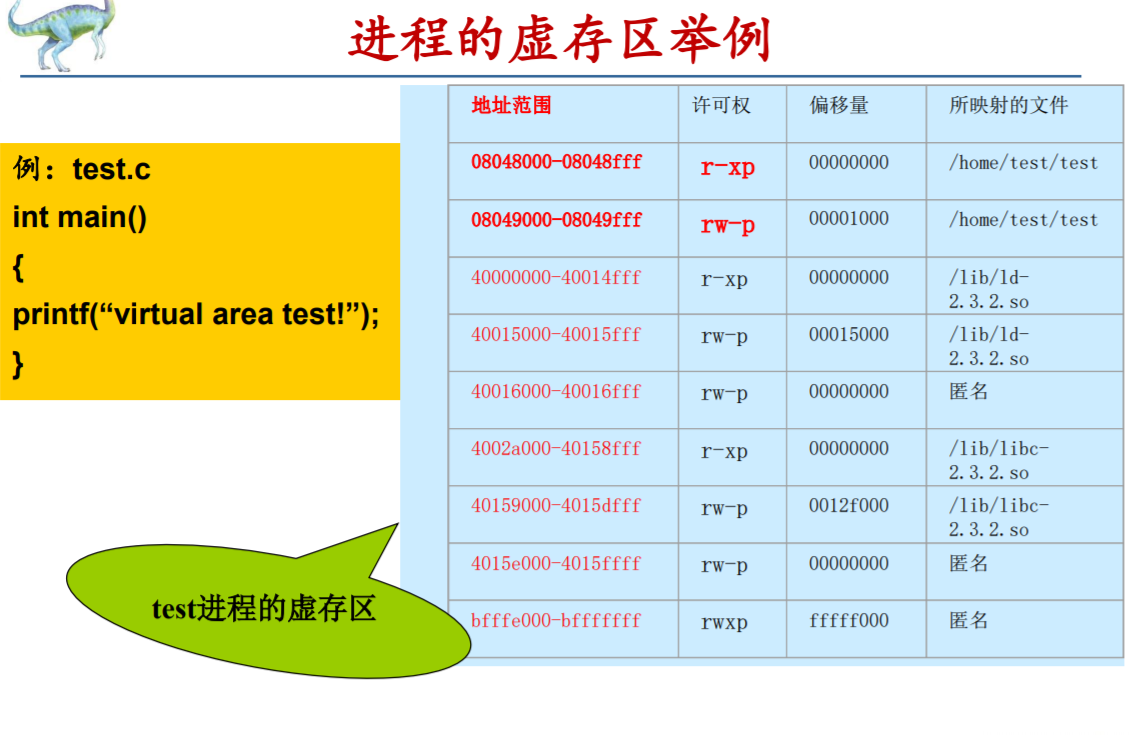 进程的虚存区举例
例：test.c
int main()
{
printf(“virtual area test!”);
}
地址范围 许可权 偏移量 所映射的文件
08048000-08048fff r-xp 00000000 /home/test/test
08049000-08049fff rw-p 00001000 /home/test/test
40000000-40014fff r-xp 00000000 /lib/ld-
2.3.2.so
40015000-40015fff rw-p 00015000 /lib/ld-
2.3.2.so
40016000-40016fff rw-p 00000000 匿名
4002a000-40158fff r-xp 00000000 /lib/libc-
2.3.2.so
40159000-4015dfff rw-p 0012f000 /lib/libc-
2.3.2.so
4015e000-4015ffff rw-p 00000000 匿名
bfffe000-bfffffff rwxp fffff000 匿名
test进程的虚存区